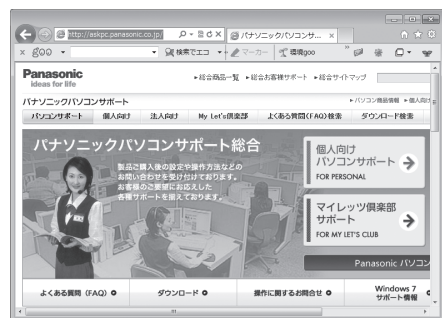 http://askpc.panasonic.co.jp/
パナソニックパソコンサ... ×
× goo 検索でエコ マーカー 環境goo »
Panasonic
ideas for life
▸総合商品一覧 ▸総合お客様サポート ▸総合サイトマップ
パナソニックパソコンサポート
▸パソコン商品情報 ▸個人向け
パソコンサポート 個人向け 法人向け My Let's倶楽部 よくある質問(FAQ)検索 ダウンロード検索
パナソニックパソコンサポート総合
製品ご購入後の設定や操作方法などの
お問い合わせを受け付けております。
お客様のご要望にお応えした
各種サポートを揃えております。
個人向け
パソコンサポート
FOR PERSONAL
マイレッツ倶楽部
サポート
FOR MY LET'S CLUB
Panasonic パソコン
よくある質問（FAQ） ダウンロード 操作に関するお問合せ Windows 7
サポート情報